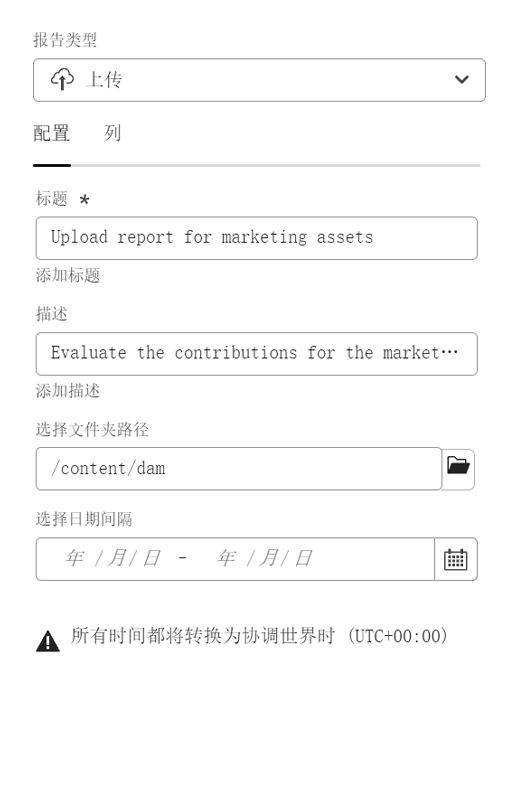 报告类型
上传
配置 列
标题 *
Upload report for marketing assets
添加标题
描述
Evaluate the contributions for the market…
添加描述
选择文件夹路径
/content/dam
选择日期间隔
年 /月/日 - 年 /月/日
所有时间都将转换为协调世界时 (UTC+00:00)